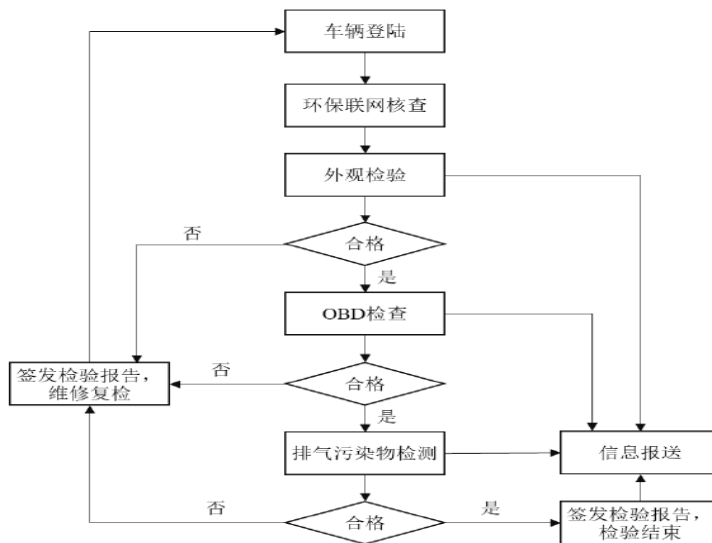 车辆登陆
环保联网核查
外观检验
否
合格
是
OBD检查
签发检验报告，
维修复检
否
合格
是
排气污染物检测
信息报送
否
合格
是
签发检验报告，
检验结束